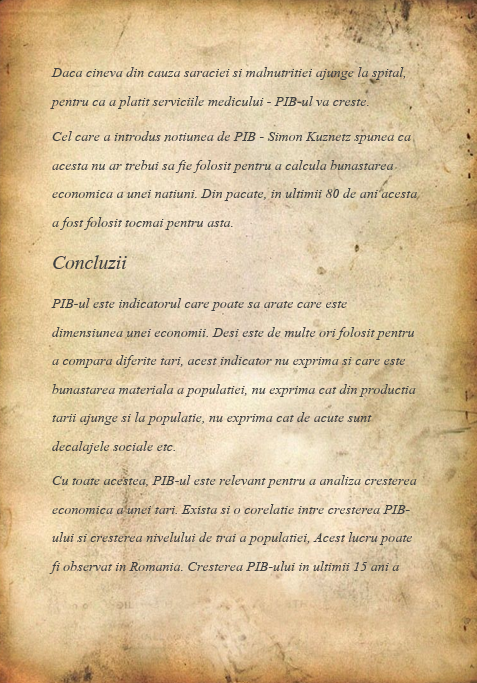 Daca cineva din cauza saraciei si malnutritiei ajunge la spital,
pentru ca a platit serviciile medicului - PIB-ul va creste.
Cel care a introdus notiunea de PIB - Simon Kuznetz spunea ca
acesta nu ar trebui sa fie folosit pentru a calcula bunastarea
economica a unei natiuni. Din pacate, in ultimii 80 de ani acesta,
a fost folosit tocmai pentru asta.
Concluzii
PIB-ul este indicatorul care poate sa arate care este
dimensiunea unei economii. Desi este de multe ori folosit pentru
a compara diferite tari, acest indicator nu exprima si care este
bunastarea materiala a populatiei, nu exprima cat din productia
tarii ajunge si la populatie, nu exprima cat de acute sunt
decalajele sociale etc.
Cu toate acestea, PIB-ul este relevant pentru a analiza cresterea
economica a unei tari. Exista si o corelatie intre cresterea PIB-
ului si cresterea nivelului de trai a populatiei, Acest lucru poate
fi observat in Romania. Cresterea PIB-ului in ultimii 15 ani a